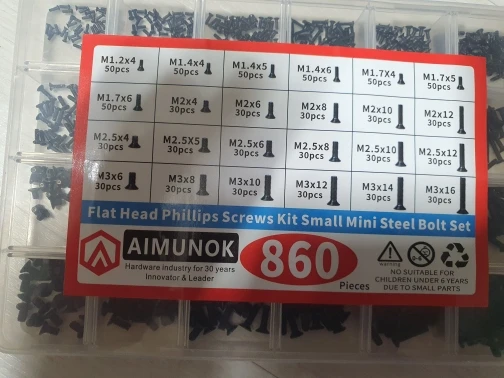 M1.2x4 M1.4x4 M1.4x5 M1.4x6 M1.7X4 M1.7x5
50pcs 50pcs 50pcs 50pcs 50pcs 50pcs
M1.7x6 M2x4 M2x6 M2x8 M2x10 M2x12
50pcs 30pcs 30pcs 30pcs 30pcs 30pcs
M2.5x4 M2.5X5 M2.5x6 M2.5x8 M2.5x10 M2.5x12
30pcs 30pcs 30pcs 30pcs 30pcs 30pcs
M3x6 M3x8 M3x10 M3x12 M3x14 M3x16
30pcs 30pcs 30pcs 30pcs 30pcs 30pcs
Flat Head Phillips Screws Kit Small Mini Steel Bolt Set
AIMUNOK
Hardware industry for 30 years
Innovator & Leader
860
Pieces
warning
NO SUITABLE FOR
CHILDREN UNDER 6 YEARS
DUE TO SMALL PARTS